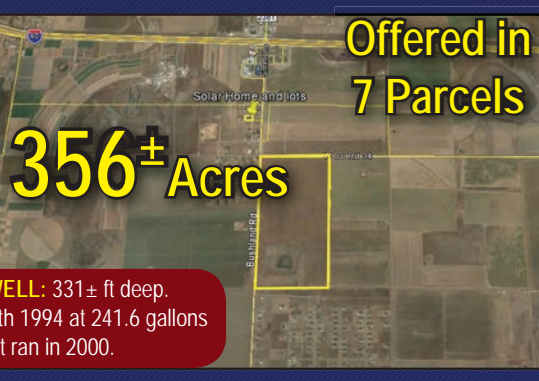 2381
Offered in
7 Parcels
Solar Home and lots
356± Acres
Bushland Rd
WELL: 331± ft deep.
th 1994 at 241.6 gallons
t ran in 2000.